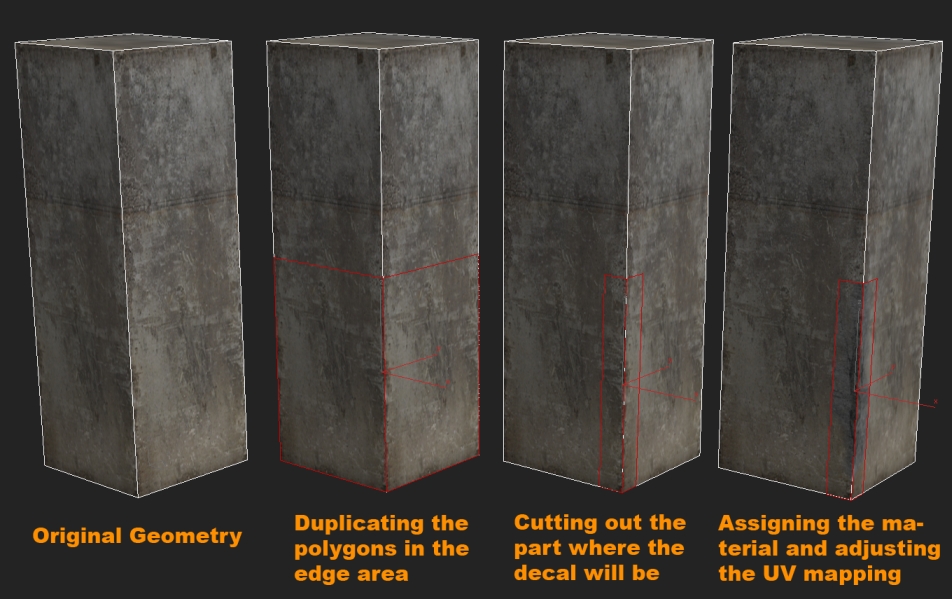 Original Geometry
Duplicating the
polygons in the
edge area
Cutting out the
part where the
decal will be
Assigning the ma-
terial and adjusting
the UV mapping